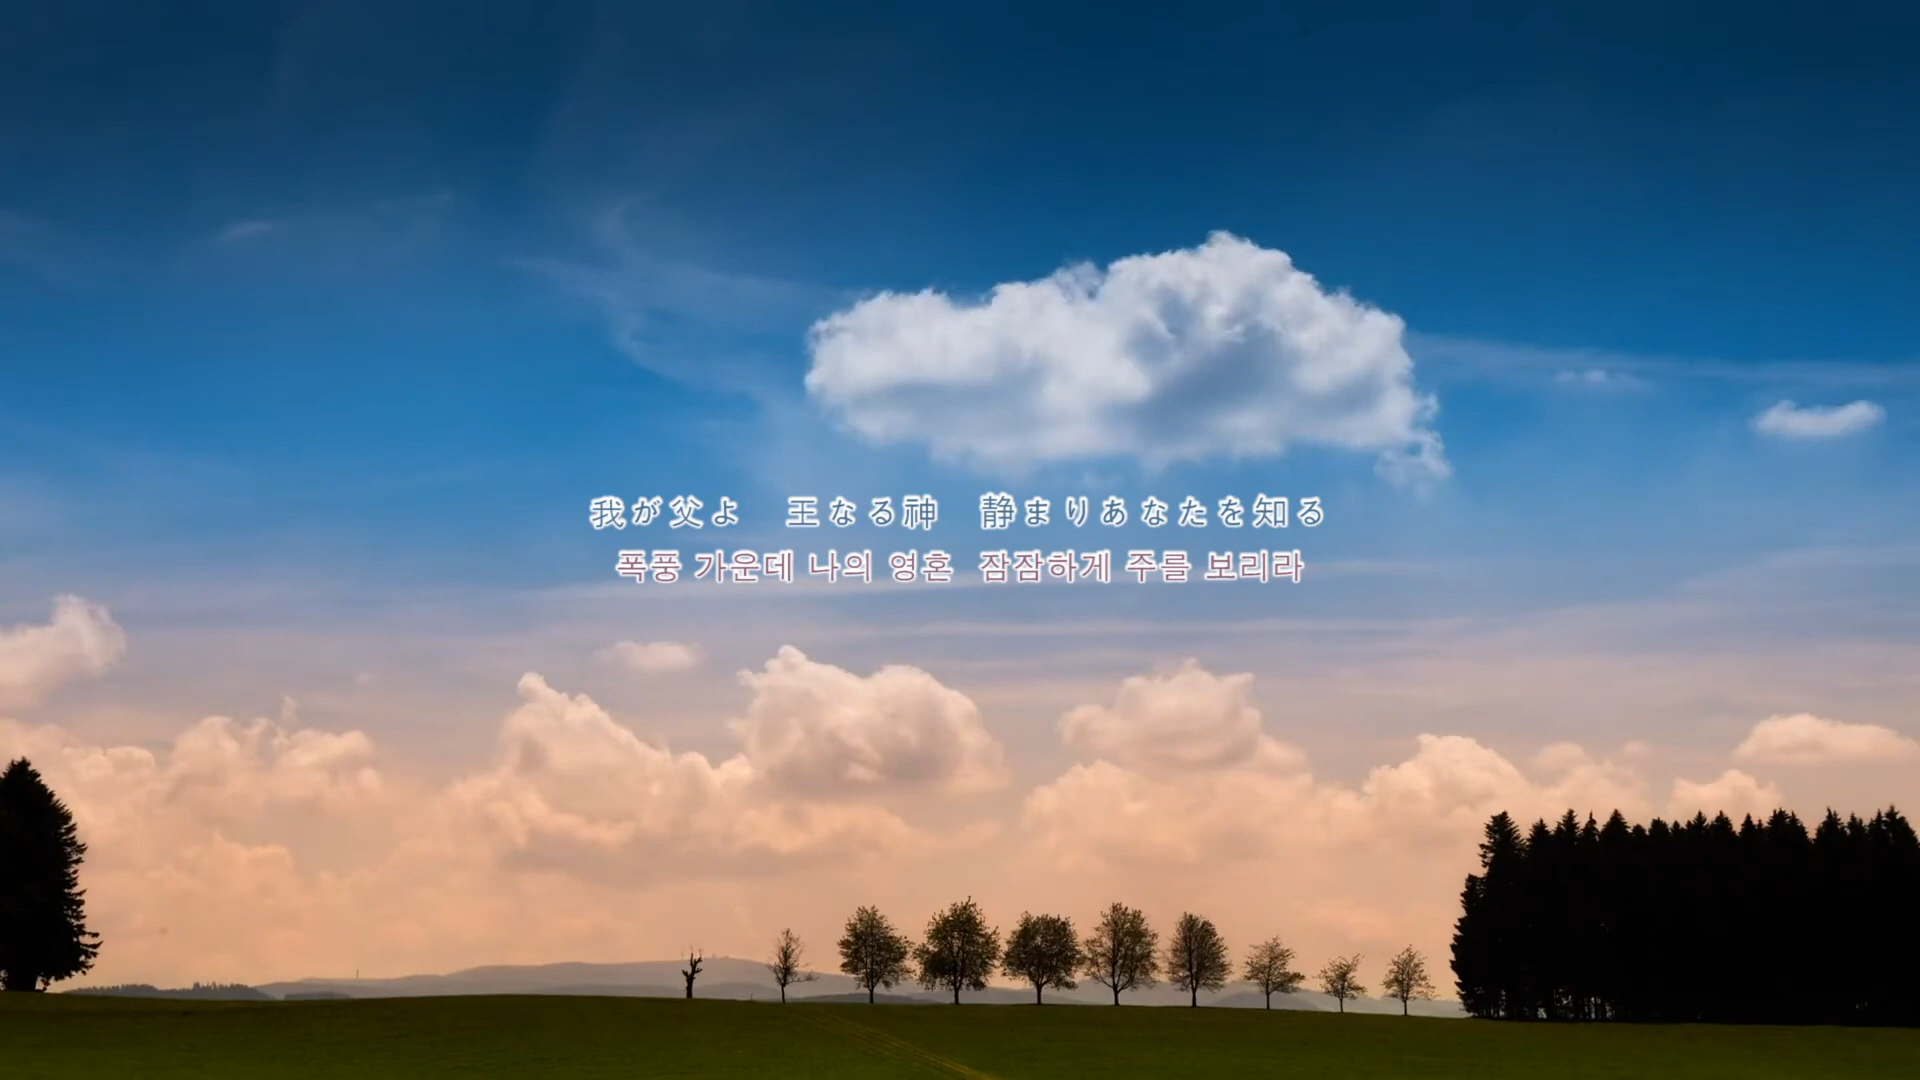 我が父よ　王なる神　静まりあなたを知る
폭풍 가운데 나의 영혼  잠잠하게 주를 보리라